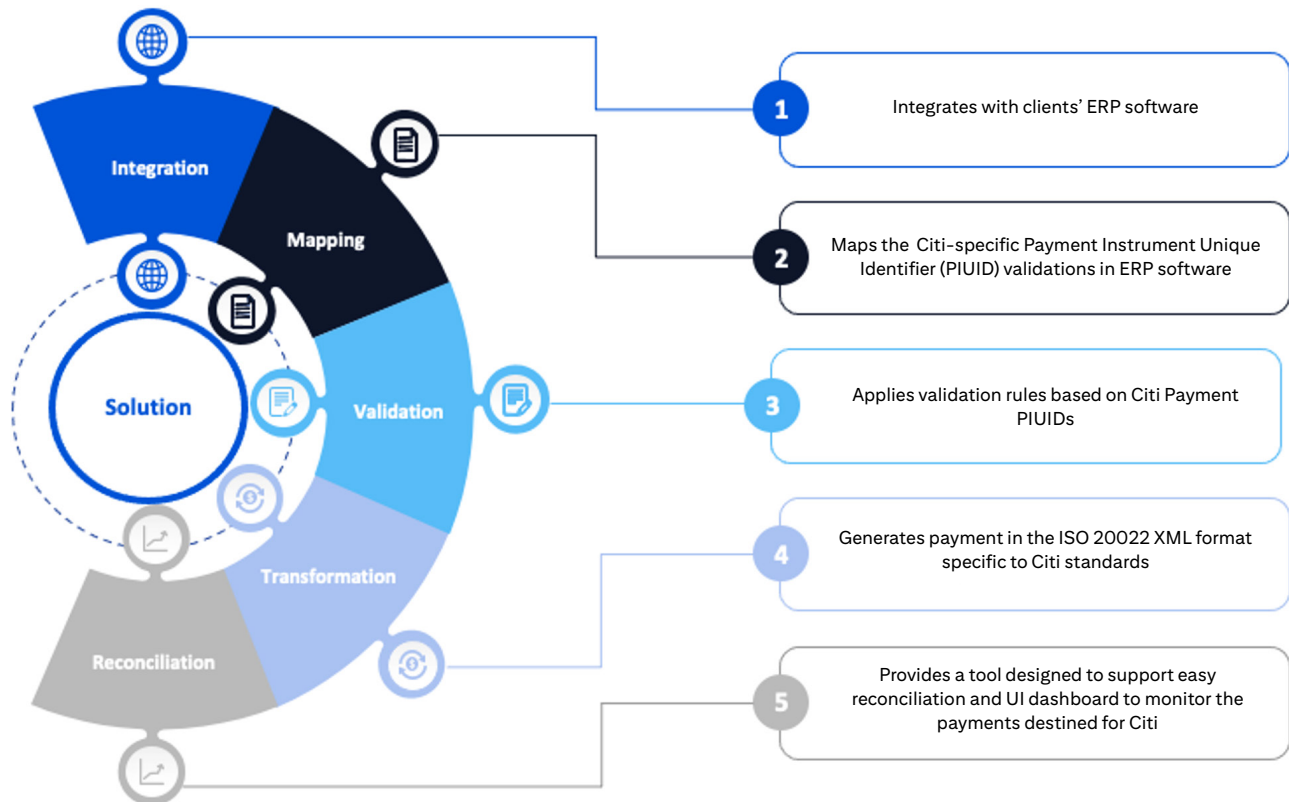 Integration
Mapping
Solution
Validation
Transformation
Reconciliation
1
Integrates with clients’ ERP software
2
Maps the Citi-specific Payment Instrument Unique
Identifier (PIUID) validations in ERP software
3
Applies validation rules based on Citi Payment
PIUIDs
4
Generates payment in the ISO 20022 XML format
specific to Citi standards
5
Provides a tool designed to support easy
reconciliation and UI dashboard to monitor the
payments destined for Citi